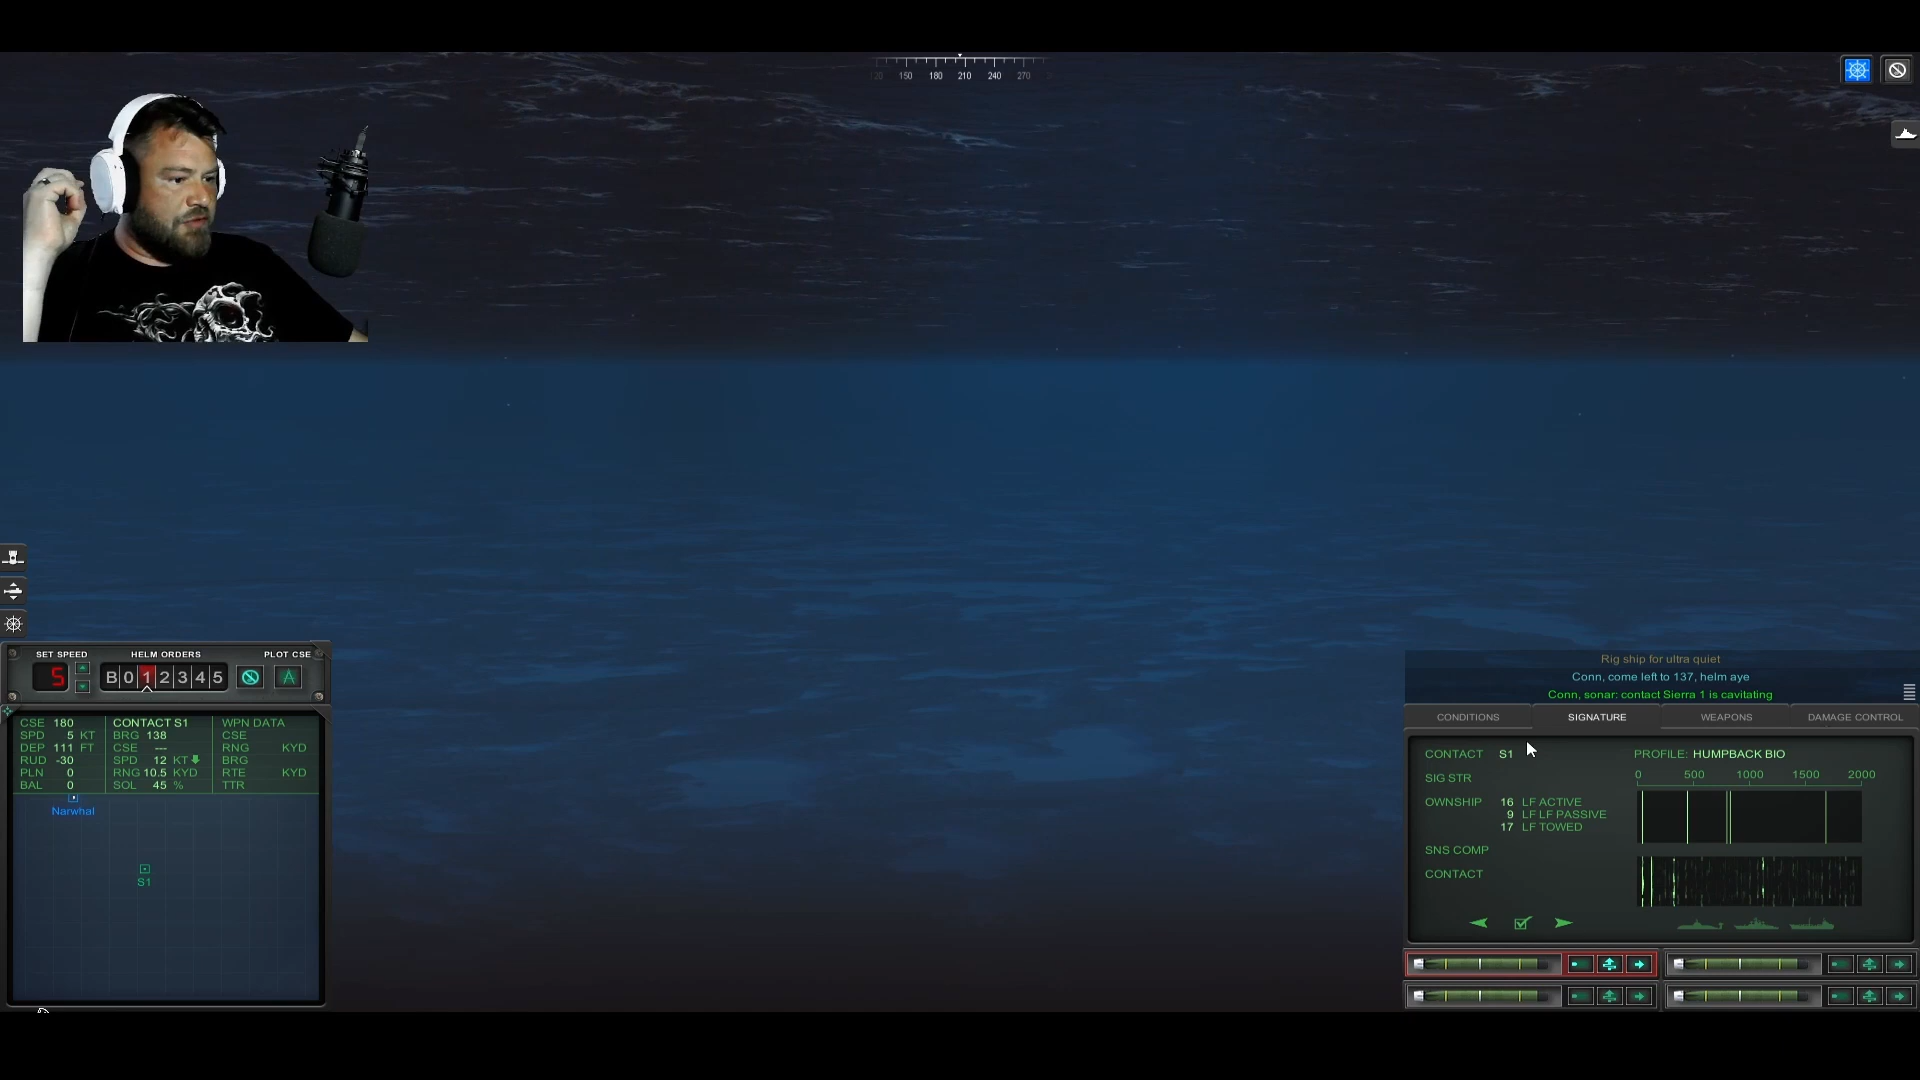 20 150 180 210 240 270
SET SPEED HELM ORDERS PLOT CSE
5 B 0 1 2 3 4 5 A
CSE 180 CONTACT S1 WPN DATA
SPD 5 KT BRG 138 CSE
DEP 111 FT CSE --- RNG KYD
RUD -30 SPD 12 KT BRG
PLN 0 RNG 10.5 KYD RTE KYD
BAL 0 SOL 45 % TTR
Narwhal
S1
Rig ship for ultra quiet
Conn, come left to 137, helm aye
Conn, sonar: contact Sierra 1 is cavitating
CONDITIONS SIGNATURE WEAPONS DAMAGE CONTROL
CONTACT S1 PROFILE: HUMPBACK BIO
SIG STR 0 500 1000 1500 2000
OWNSHIP 16 LF ACTIVE
9 LF LF PASSIVE
17 LF TOWED
SNS COMP
CONTACT